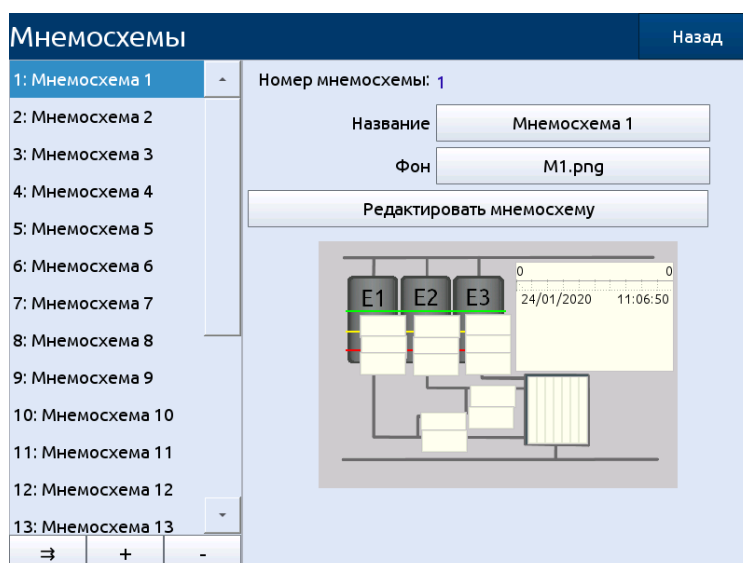 Мнемосхемы
Назад
1: Мнемосхема 1
2: Мнемосхема 2
3: Мнемосхема 3
4: Мнемосхема 4
5: Мнемосхема 5
6: Мнемосхема 6
7: Мнемосхема 7
8: Мнемосхема 8
9: Мнемосхема 9
10: Мнемосхема 10
11: Мнемосхема 11
12: Мнемосхема 12
13: Мнемосхема 13
⇉ + -
Номер мнемосхемы: 1
Название Мнемосхема 1
Фон M1.png
Редактировать мнемосхему
E1 E2 E3
0 0
24/01/2020 11:06:50